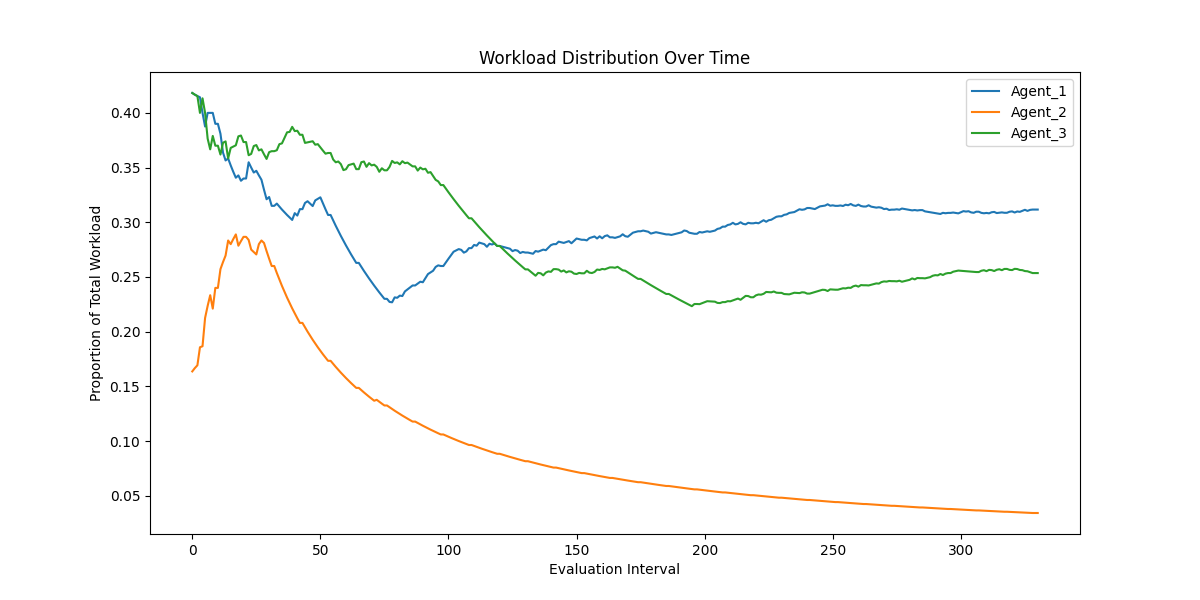 Workload Distribution Over Time
Agent_1
Agent_2
Agent_3
Proportion of Total Workload
0.40
0.35
0.30
0.25
0.20
0.15
0.10
0.05
0 50 100 150 200 250 300
Evaluation Interval